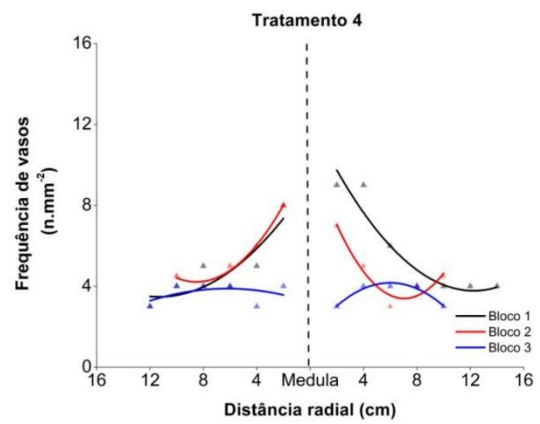 Tratamento 4
Frequência de vasos
(n.mm⁻²)
16
12
8
4
0
16 12 8 4 Medula 4 8 12 16
Distância radial (cm)
Bloco 1
Bloco 2
Bloco 3